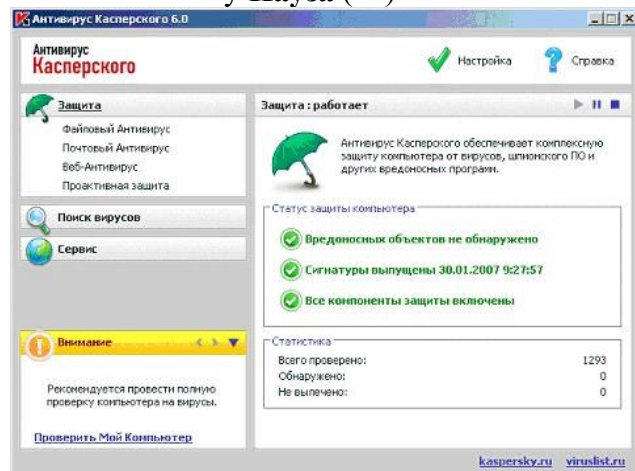 Антивирус Касперского 6.0
Антивирус
Касперского
Настройка
Справка
Защита
Файловый Антивирус
Почтовый Антивирус
Веб-Антивирус
Проактивная защита
Поиск вирусов
Сервис
Внимание
Рекомендуется провести полную
проверку компьютера на вирусы.
Проверить Мой Компьютер
Защита : работает
Антивирус Касперского обеспечивает комплексную
защиту компьютера от вирусов, шпионского ПО и
других вредоносных программ.
Статус защиты компьютера
Вредоносных объектов не обнаружено
Сигнатуры выпущены 30.01.2007 9:27:57
Все компоненты защиты включены
Статистика
Всего проверено: 1293
Обнаружено: 0
Не вылечено: 0
kaspersky.ru viruslist.ru